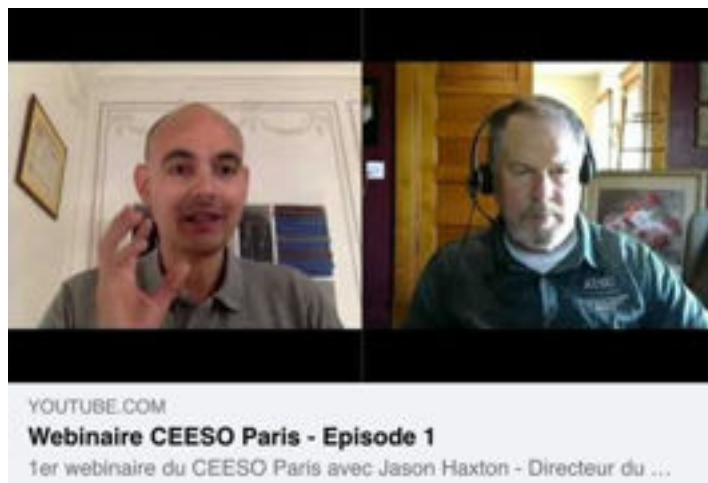 YOUTUBE.COM
Webinaire CEESO Paris - Episode 1
1er webinaire du CEESO Paris avec Jason Haxton - Directeur du ...